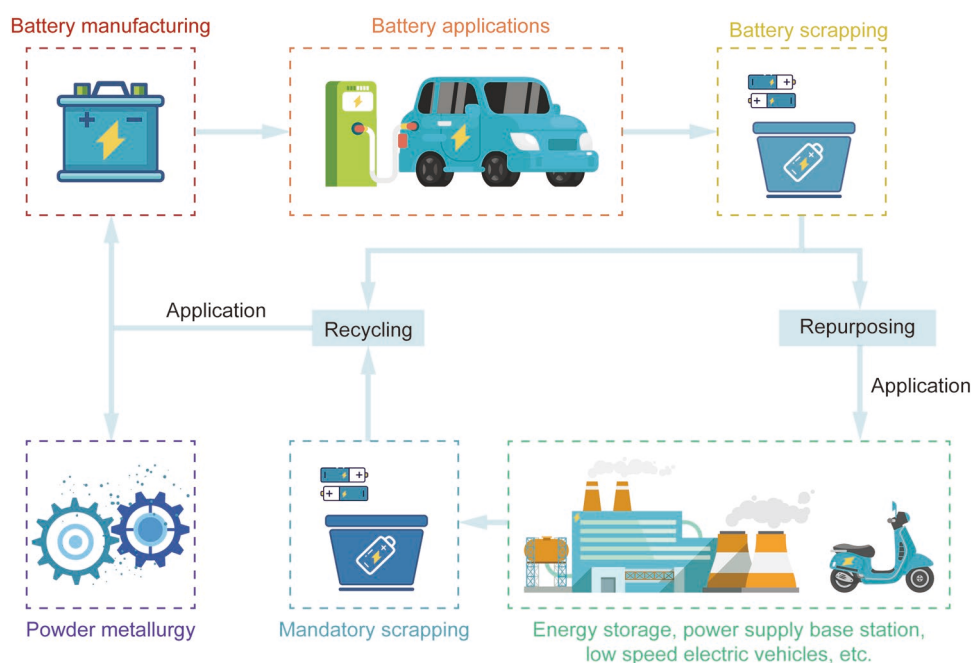 Battery manufacturing
Battery applications
Battery scrapping
Application
Recycling
Repurposing
Application
Powder metallurgy
Mandatory scrapping
Energy storage, power supply base station,
low speed electric vehicles, etc.